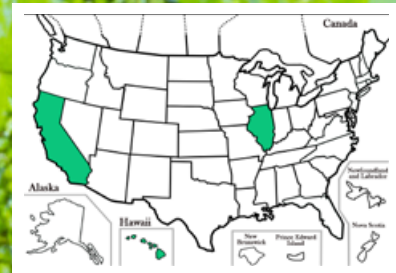 Canada
Newfoundland
and Labrador
Alaska
Hawaii
New
Brunswick
Prince Edward
Island
Nova Scotia